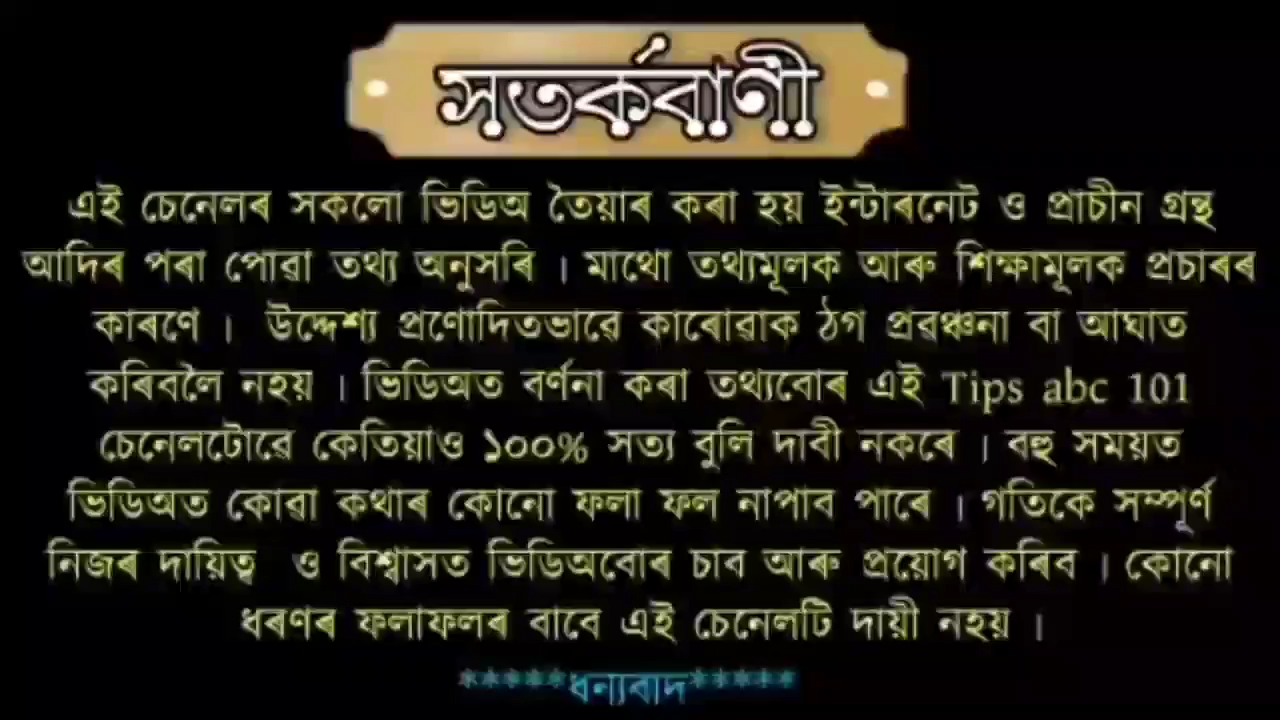 সতৰ্কবাণী
এই চেনেলৰ সকলো ভিডিঅ তৈয়াৰ কৰা হয় ইন্টাৰনেট ও প্ৰাচীন গ্ৰন্থ
আদিৰ পৰা পোৱা তথ্য অনুসৰি । মাথো তথ্যমূলক আৰু শিক্ষামূলক প্ৰচাৰৰ
কাৰণে । উদ্দেশ্য প্ৰণোদিতভাৱে কাৰোৱাক ঠগ প্ৰৱঞ্চনা বা আঘাত
কৰিবলৈ নহয় । ভিডিঅত বৰ্ণনা কৰা তথ্যবোৰ এই Tips abc 101
চেনেলটোৱে কেতিয়াও ১০০% সত্য বুলি দাবী নকৰে । বহু সময়ত
ভিডিঅত কোৱা কথাৰ কোনো ফলা ফল নাপাব পাৰে । গতিকে সম্পূৰ্ণ
নিজৰ দায়িত্ব ও বিশ্বাসত ভিডিঅবোৰ চাব আৰু প্ৰয়োগ কৰিব । কোনো
ধৰণৰ ফলাফলৰ বাবে এই চেনেলটি দায়ী নহয় ।
*****ধন্যবাদ*****